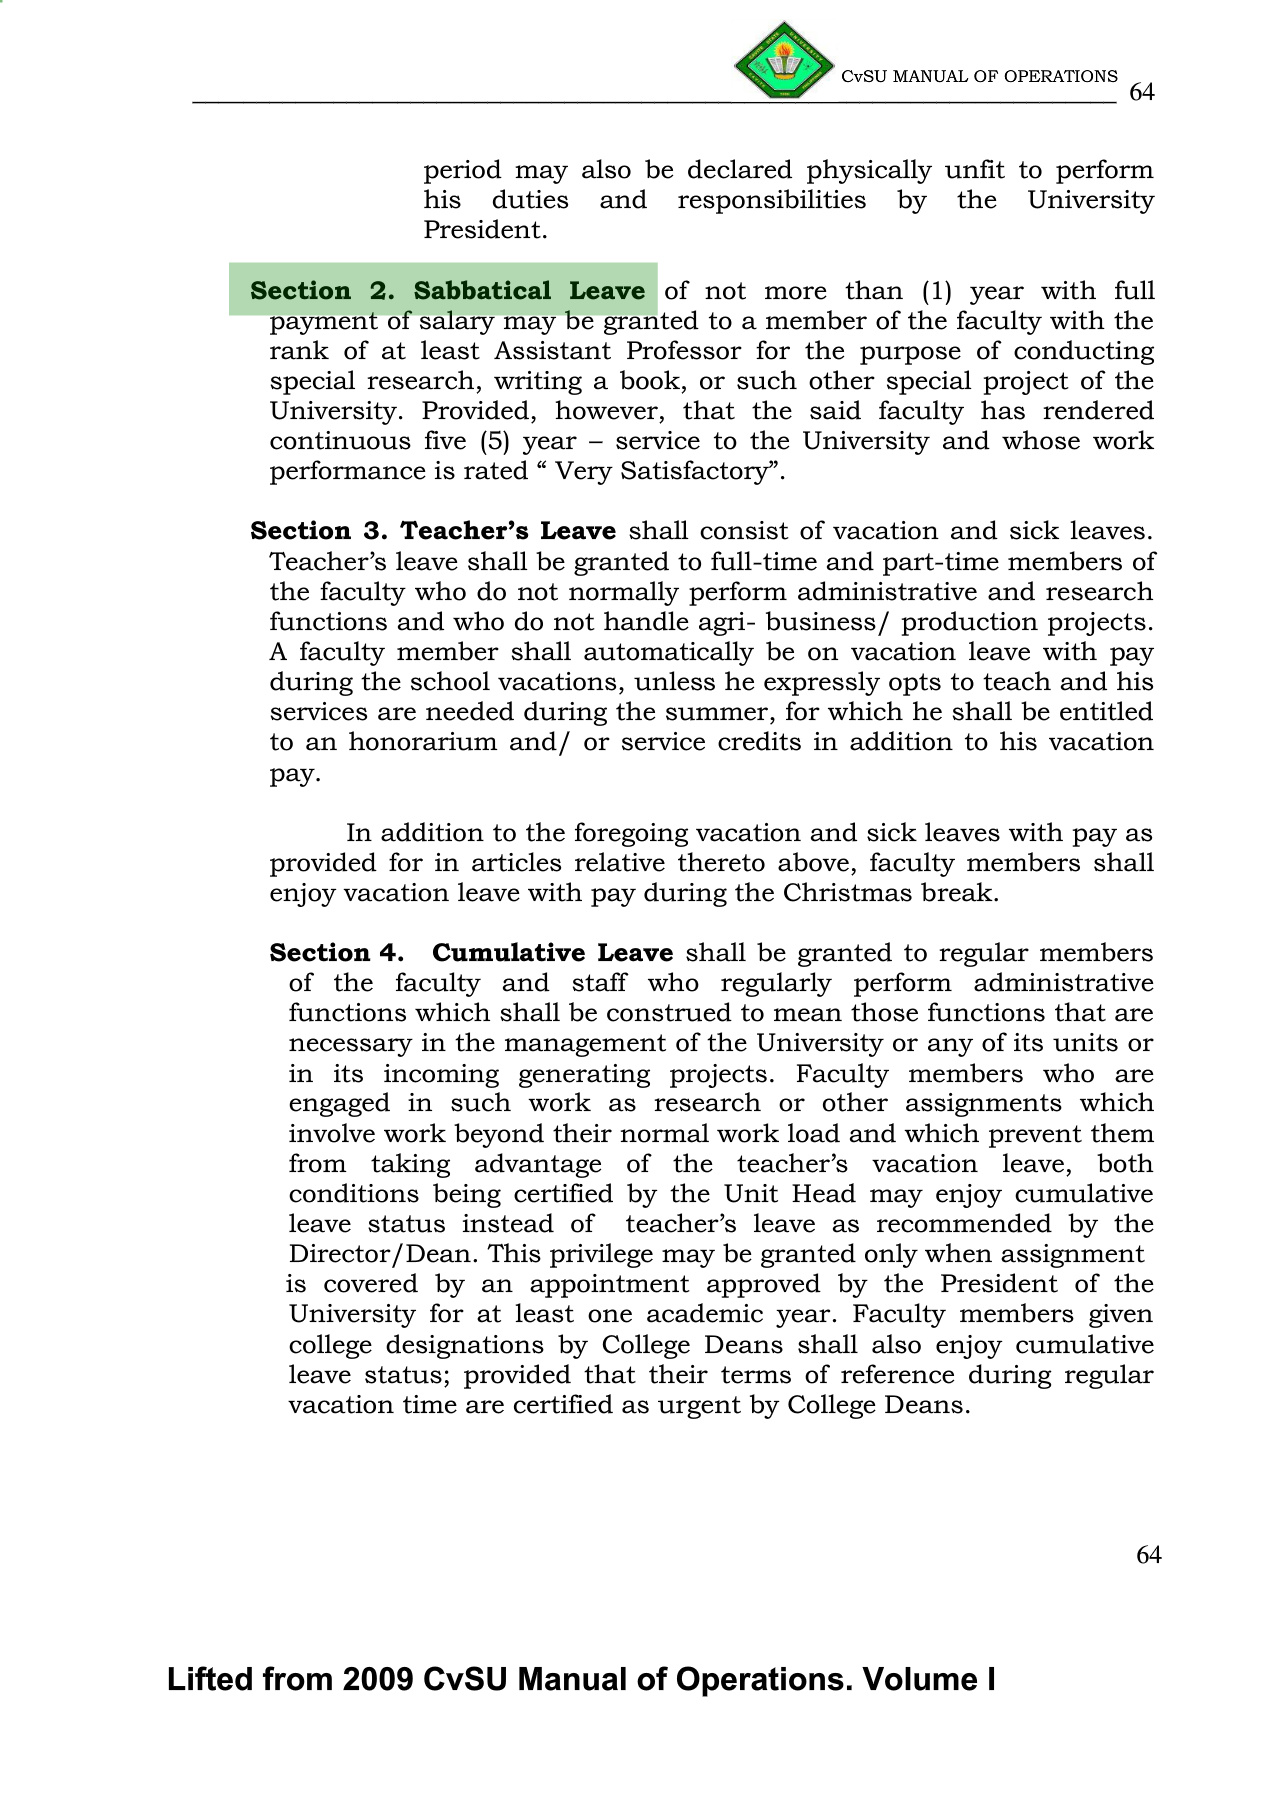 CvSU MANUAL OF OPERATIONS 64
period may also be declared physically unfit to perform
his duties and responsibilities by the University
President.
Section 2. Sabbatical Leave of not more than (1) year with full
payment of salary may be granted to a member of the faculty with the
rank of at least Assistant Professor for the purpose of conducting
special research, writing a book, or such other special project of the
University. Provided, however, that the said faculty has rendered
continuous five (5) year – service to the University and whose work
performance is rated “ Very Satisfactory”.
Section 3. Teacher’s Leave shall consist of vacation and sick leaves.
Teacher’s leave shall be granted to full-time and part-time members of
the faculty who do not normally perform administrative and research
functions and who do not handle agri- business/ production projects.
A faculty member shall automatically be on vacation leave with pay
during the school vacations, unless he expressly opts to teach and his
services are needed during the summer, for which he shall be entitled
to an honorarium and/ or service credits in addition to his vacation
pay.
In addition to the foregoing vacation and sick leaves with pay as
provided for in articles relative thereto above, faculty members shall
enjoy vacation leave with pay during the Christmas break.
Section 4. Cumulative Leave shall be granted to regular members
of the faculty and staff who regularly perform administrative
functions which shall be construed to mean those functions that are
necessary in the management of the University or any of its units or
in its incoming generating projects. Faculty members who are
engaged in such work as research or other assignments which
involve work beyond their normal work load and which prevent them
from taking advantage of the teacher’s vacation leave, both
conditions being certified by the Unit Head may enjoy cumulative
leave status instead of teacher’s leave as recommended by the
Director/Dean. This privilege may be granted only when assignment
is covered by an appointment approved by the President of the
University for at least one academic year. Faculty members given
college designations by College Deans shall also enjoy cumulative
leave status; provided that their terms of reference during regular
vacation time are certified as urgent by College Deans.
64
Lifted from 2009 CvSU Manual of Operations. Volume I